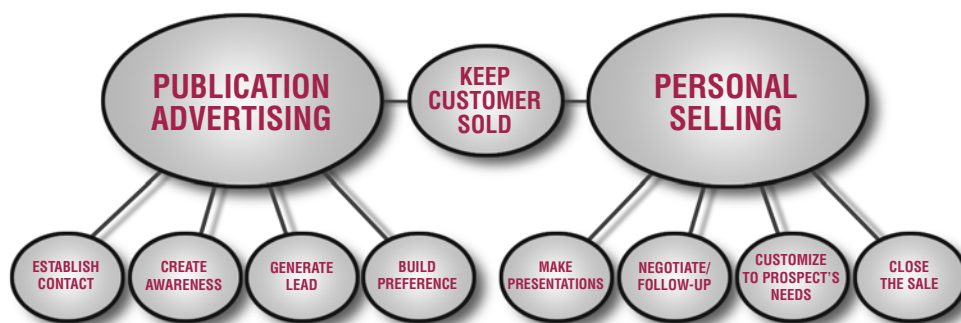 PUBLICATION
ADVERTISING
KEEP
CUSTOMER
SOLD
PERSONAL
SELLING
ESTABLISH
CONTACT
CREATE
AWARENESS
GENERATE
LEAD
BUILD
PREFERENCE
MAKE
PRESENTATIONS
NEGOTIATE/
FOLLOW-UP
CUSTOMIZE
TO PROSPECT'S
NEEDS
CLOSE
THE SALE